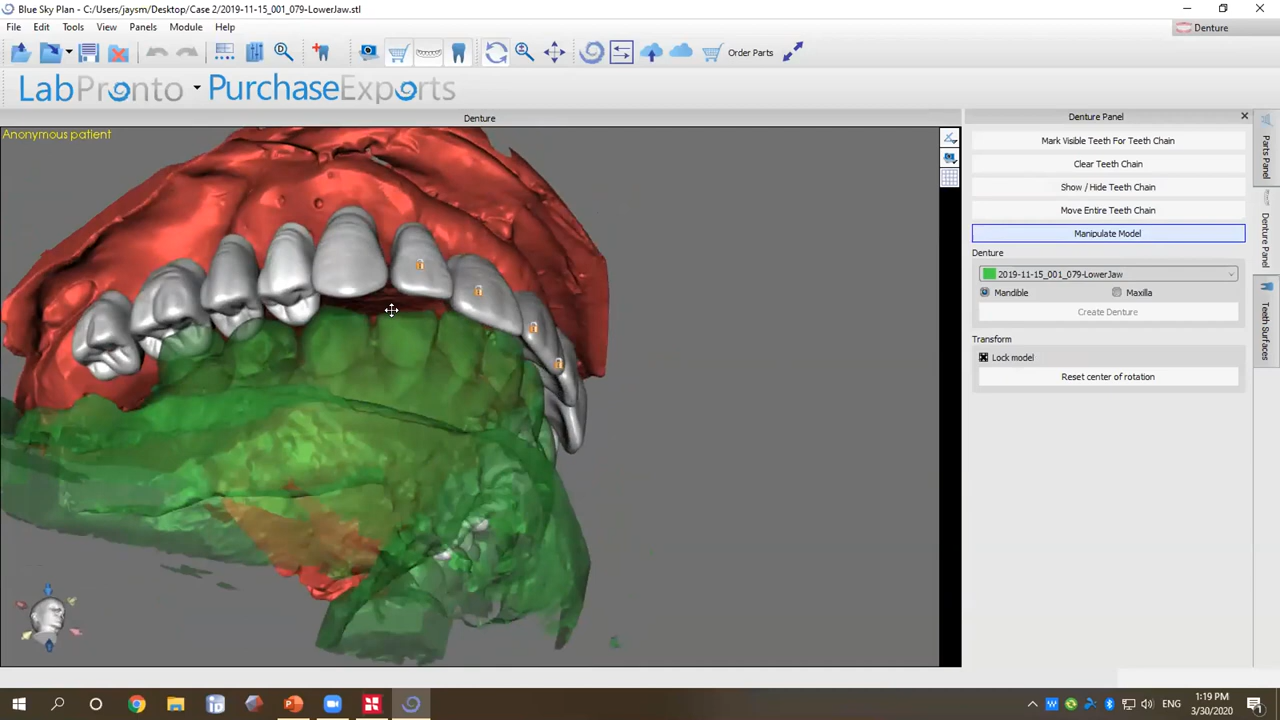 Blue Sky Plan - C:/Users/jaysm/Desktop/Case 2/2019-11-15_001_079-LowerJaw.stl
File Edit Tools View Panels Module Help
Denture
Order Parts
LabPronto PurchaseExports
Denture
Anonymous patient
Denture Panel
Mark Visible Teeth For Teeth Chain
Clear Teeth Chain
Show / Hide Teeth Chain
Move Entire Teeth Chain
Manipulate Model
Denture
2019-11-15_001_079-LowerJaw
Mandible Maxilla
Create Denture
Transform
Lock model
Reset center of rotation
Parts Panel
Denture Panel
Teeth Surfaces
1:19 PM
3/30/2020